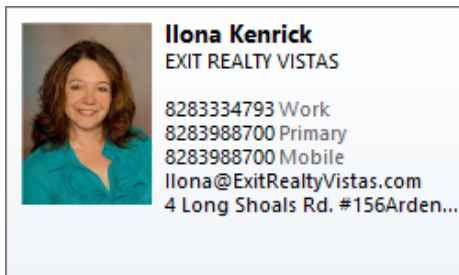 Ilona Kenrick
EXIT REALTY VISTAS
8283334793 Work
8283988700 Primary
8283988700 Mobile
Ilona@ExitRealtyVistas.com
4 Long Shoals Rd. #156Arden...